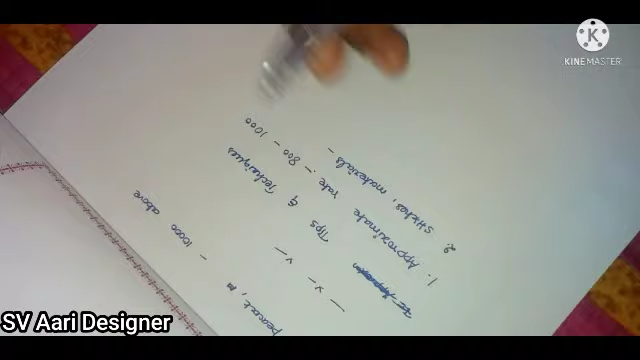 Peacock,
- 10000 above
- v - v -
Tips & Techniques
1. Approximate rate :- 800 - 1000
2. Stitches, materials -
KINEMASTER
SV Aari Designer